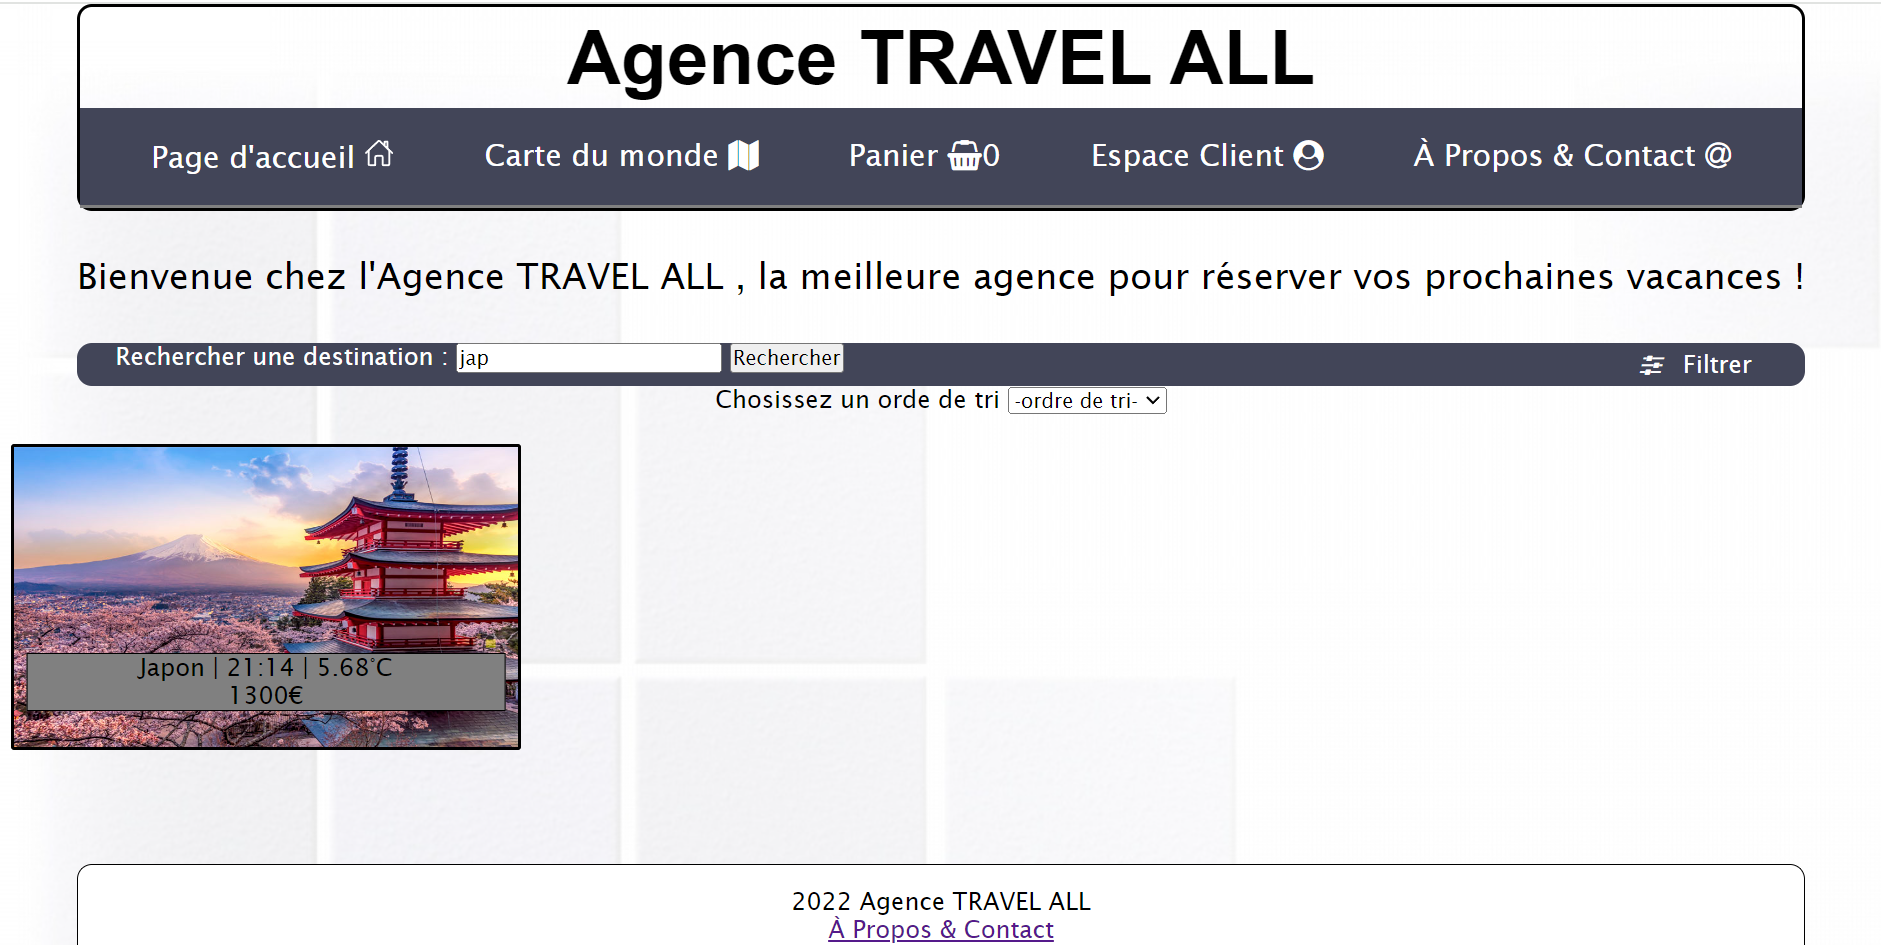 Agence TRAVEL ALL
Page d'accueil Carte du monde Panier 0 Espace Client À Propos & Contact @
Bienvenue chez l'Agence TRAVEL ALL , la meilleure agence pour réserver vos prochaines vacances !
Rechercher une destination : jap Rechercher Filtrer
Chosissez un orde de tri -ordre de tri-
Japon | 21:14 | 5.68°C
1300€
2022 Agence TRAVEL ALL
À Propos & Contact